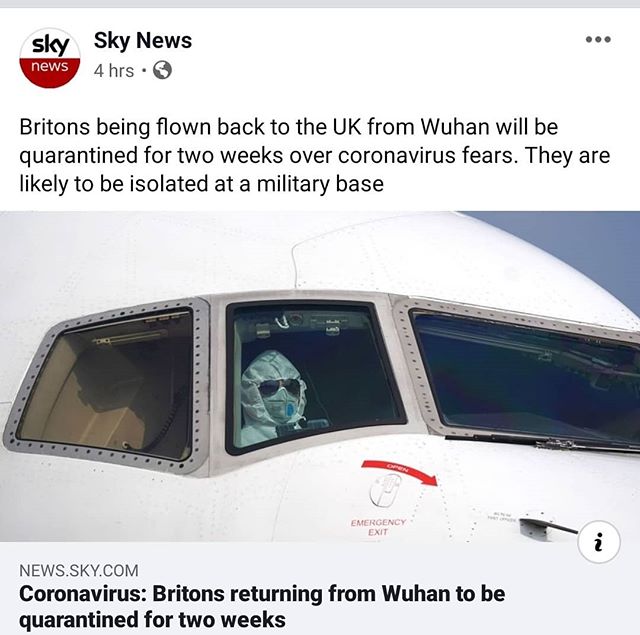 sky
news
Sky News
4 hrs •
Britons being flown back to the UK from Wuhan will be
quarantined for two weeks over coronavirus fears. They are
likely to be isolated at a military base
OPEN
EMERGENCY
EXIT
i
NEWS.SKY.COM
Coronavirus: Britons returning from Wuhan to be
quarantined for two weeks